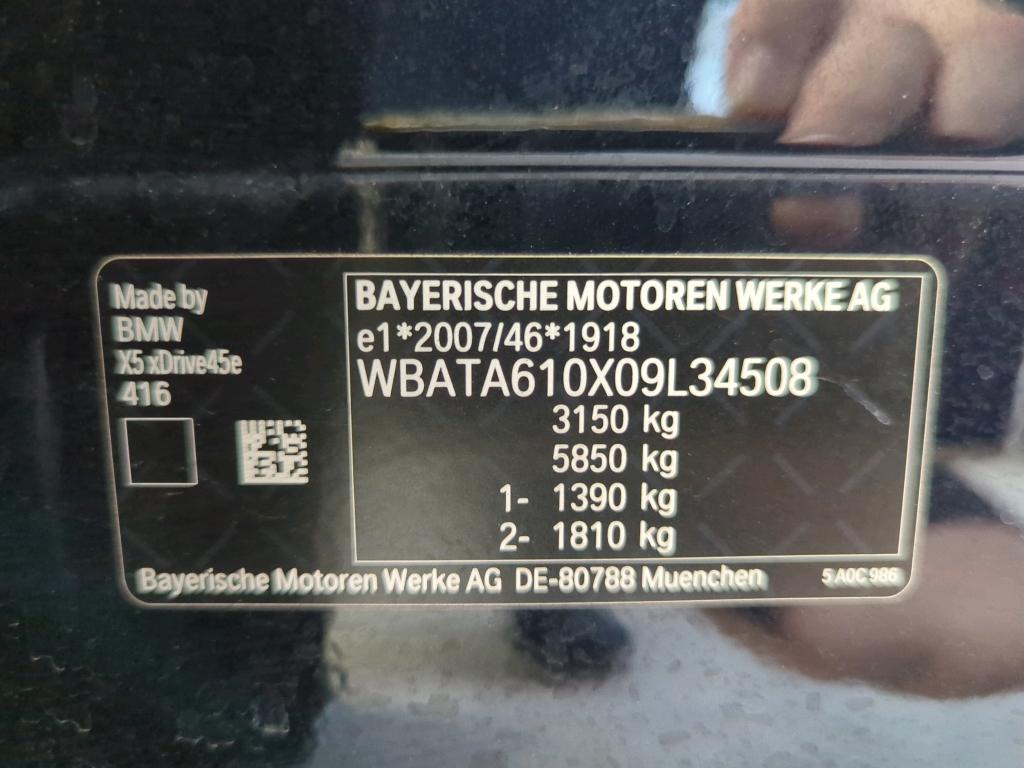 Made by
BMW
X5 xDrive45e
416
BAYERISCHE MOTOREN WERKE AG
e1*2007/46*1918
WBATA610X09L34508
3150 kg
5850 kg
1- 1390 kg
2- 1810 kg
Bayerische Motoren Werke AG DE-80788 Muenchen
5 A0C 986